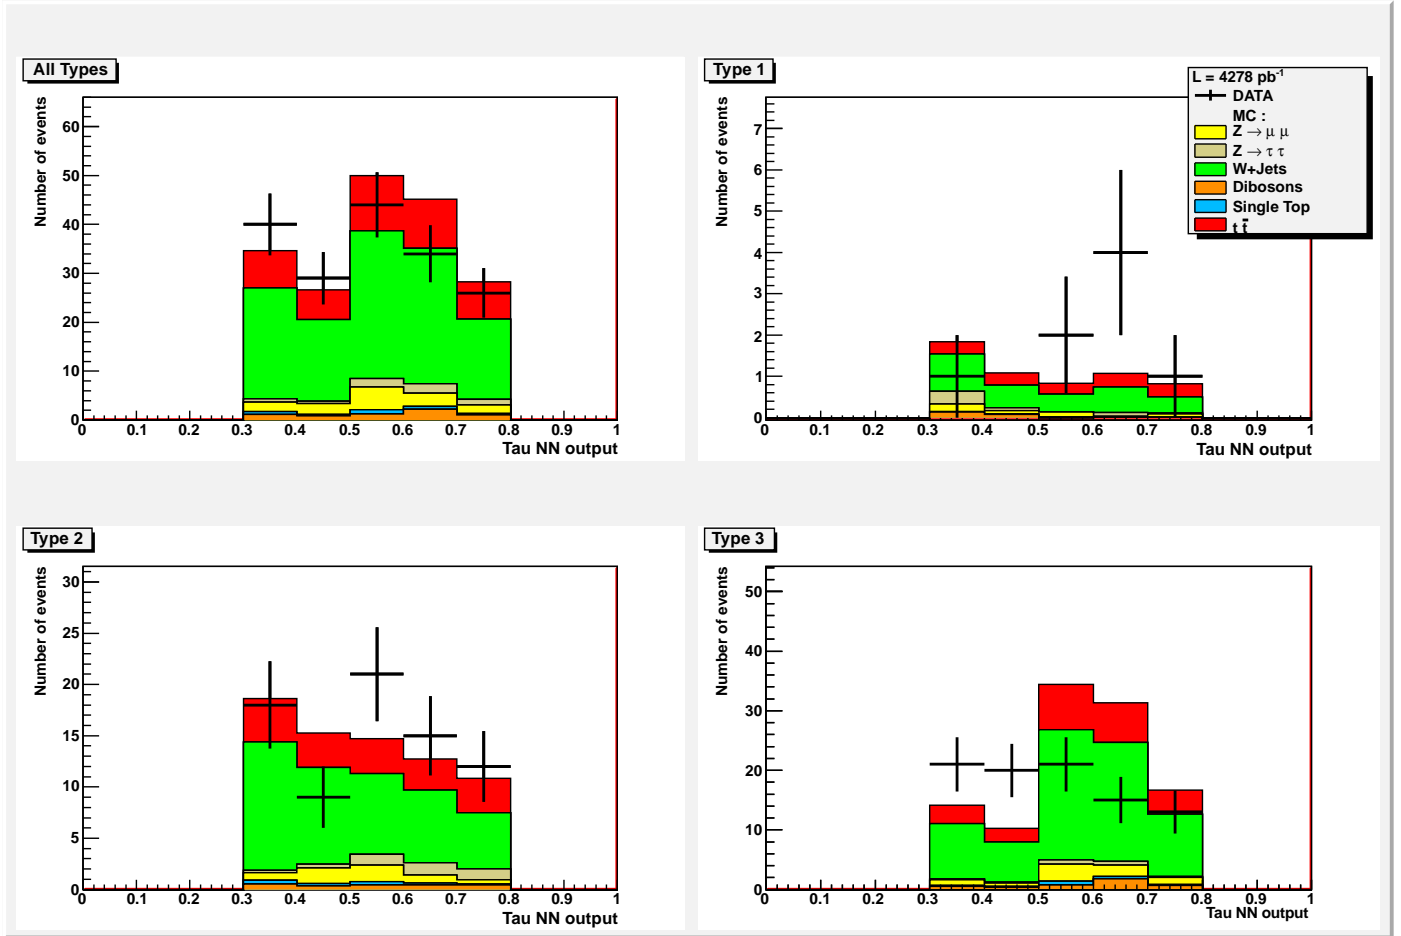 All Types
Number of events
60
50
40
30
20
10
0
0 0.1 0.2 0.3 0.4 0.5 0.6 0.7 0.8 0.9 1
Tau NN output
Type 1
Number of events
7
6
5
4
3
2
1
0
0 0.1 0.2 0.3 0.4 0.5 0.6 0.7 0.8 0.9 1
Tau NN output
L = 4278 pb⁻¹
DATA
MC :
Z → μ μ
Z → τ τ
W+Jets
Dibosons
Single Top
t t̄
Type 2
Number of events
30
25
20
15
10
5
0
0 0.1 0.2 0.3 0.4 0.5 0.6 0.7 0.8 0.9 1
Tau NN output
Type 3
Number of events
50
40
30
20
10
0
0 0.1 0.2 0.3 0.4 0.5 0.6 0.7 0.8 0.9 1
Tau NN output